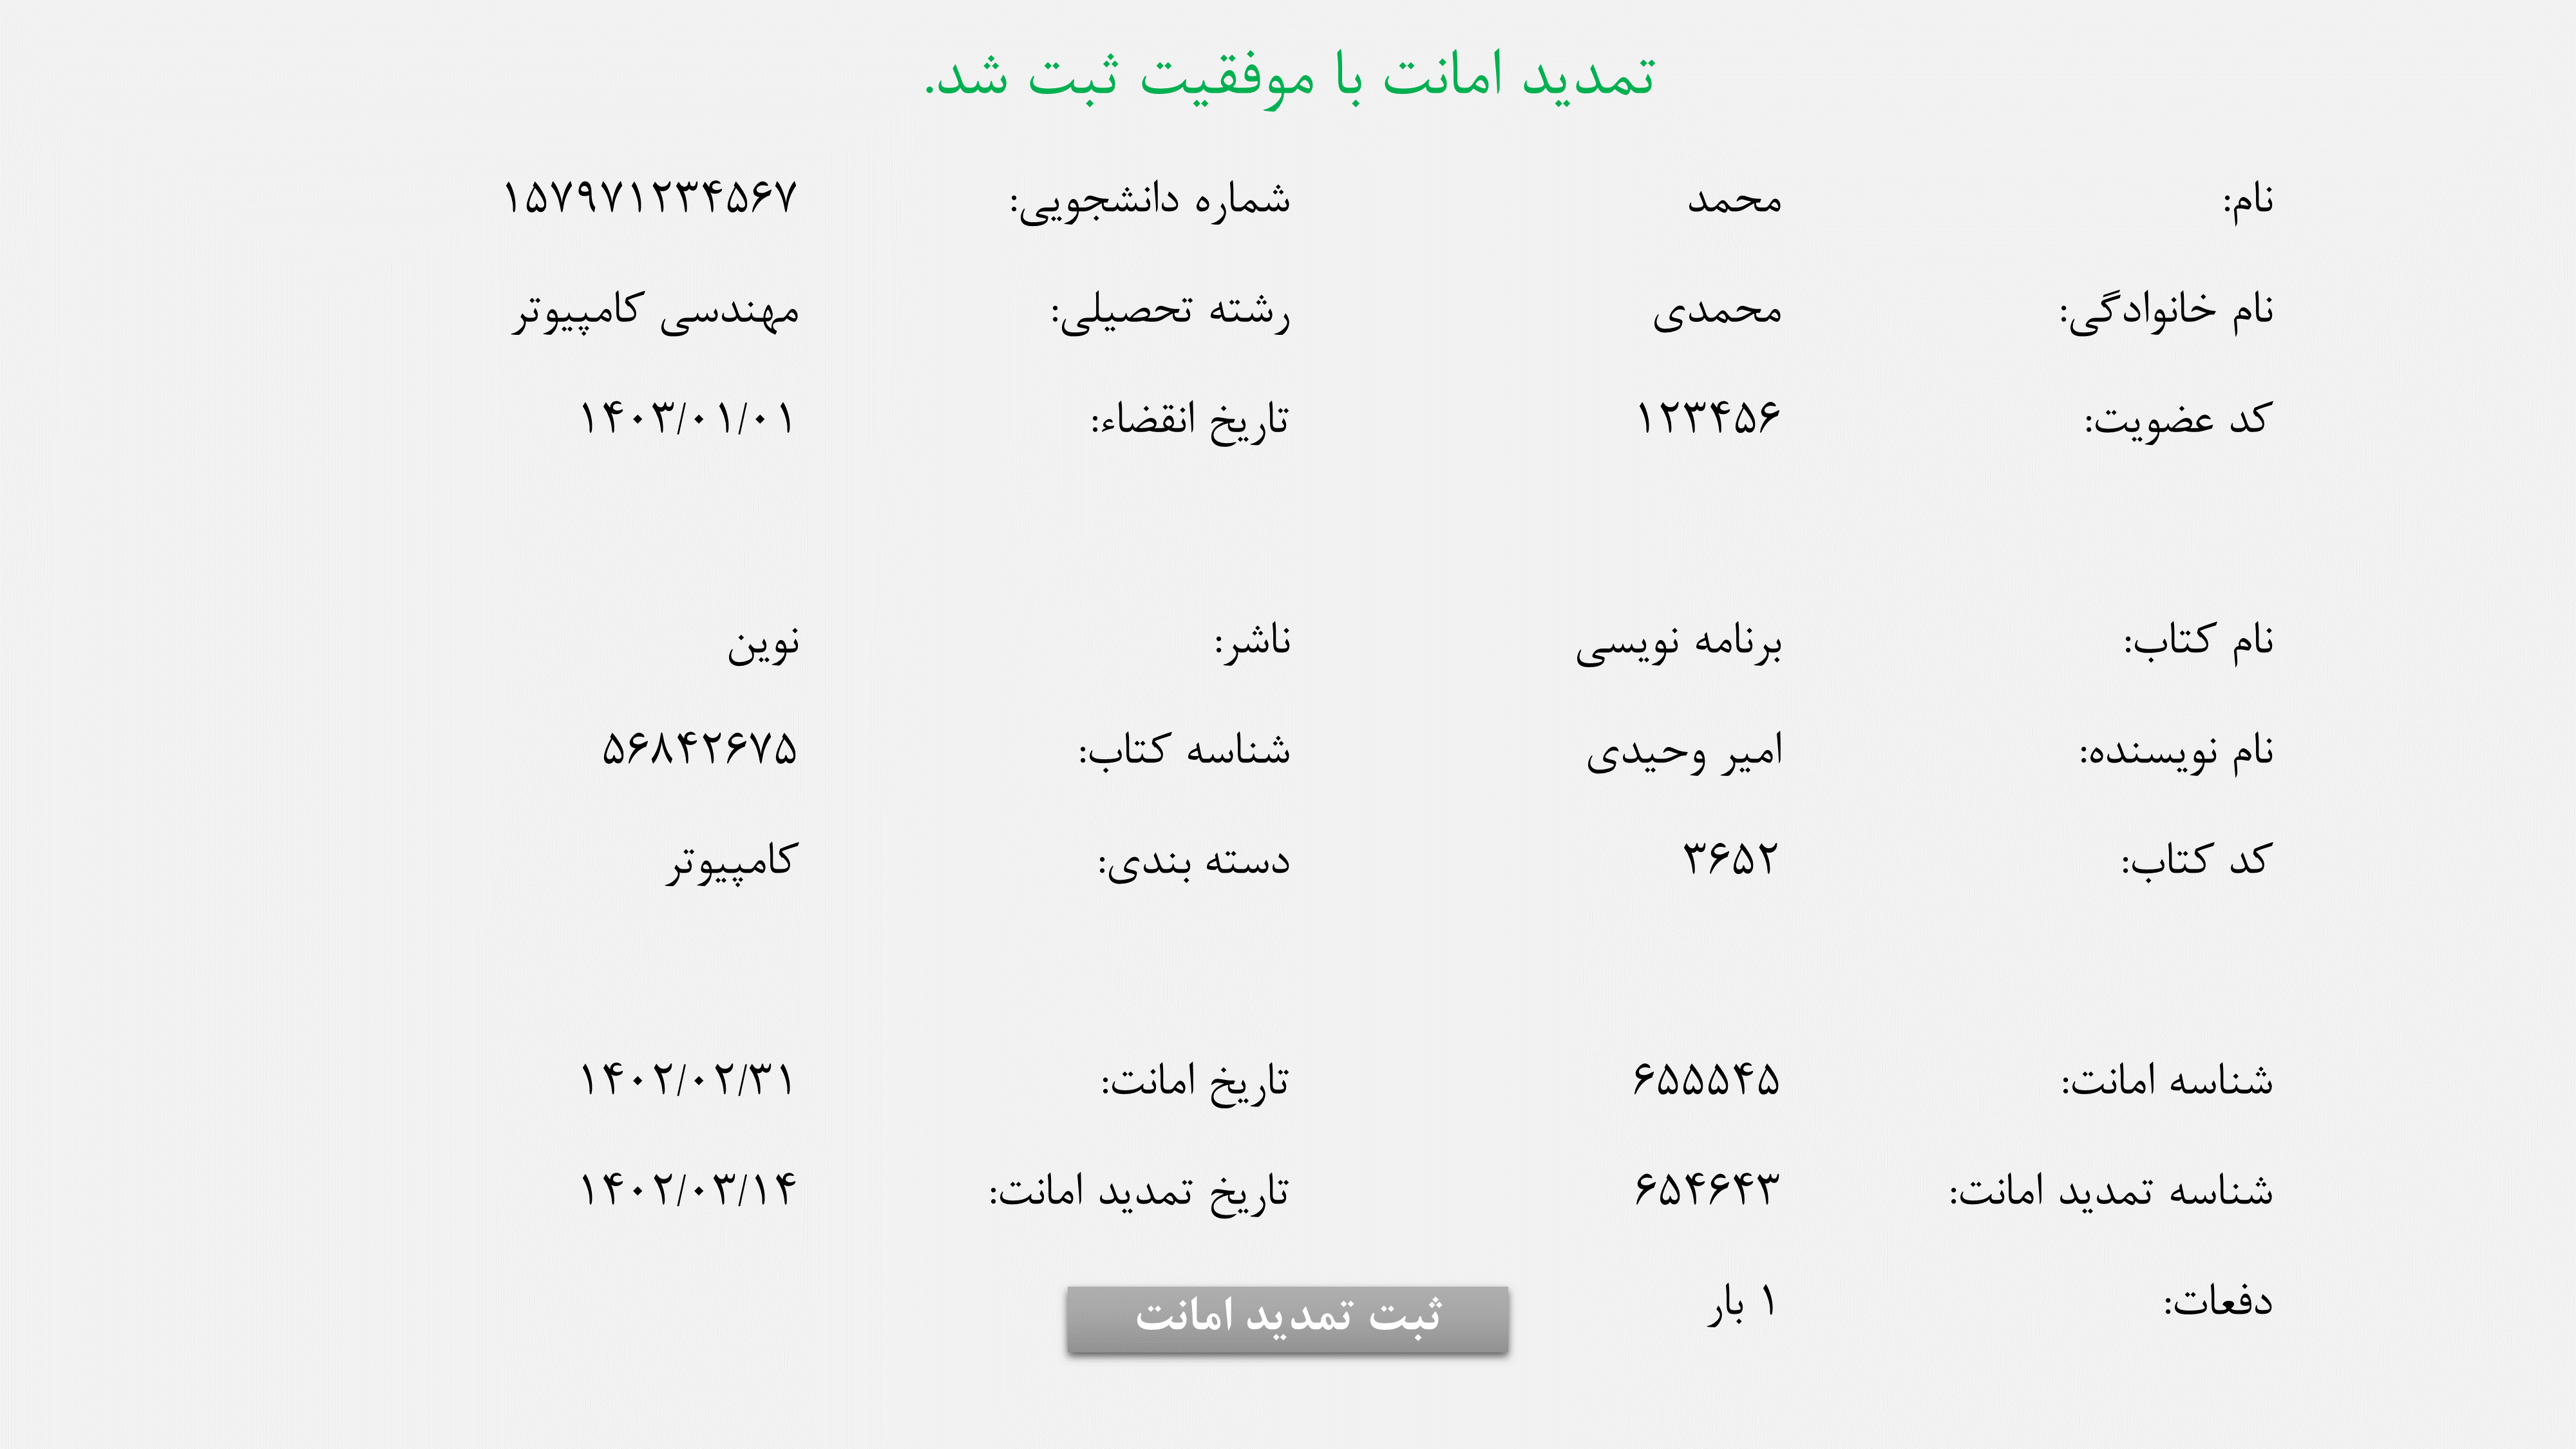 تمدید امانت با موفقیت ثبت شد.
نام: محمد شماره دانشجویی: ۱۵۷۹۷۱۲۳۴۵۶۷
نام خانوادگی: محمدی رشته تحصیلی: مهندسی کامپیوتر
کد عضویت: ۱۲۳۴۵۶ تاریخ انقضاء: ۱۴۰۳/۰۱/۰۱
نام کتاب: برنامه نویسی ناشر: نوین
نام نویسنده: امیر وحیدی شناسه کتاب: ۵۶۸۴۲۶۷۵
کد کتاب: ۳۶۵۲ دسته بندی: کامپیوتر
شناسه امانت: ۶۵۵۵۴۵ تاریخ امانت: ۱۴۰۲/۰۲/۳۱
شناسه تمدید امانت: ۶۵۴۶۴۳ تاریخ تمدید امانت: ۱۴۰۲/۰۳/۱۴
دفعات: ۱ بار
ثبت تمدید امانت